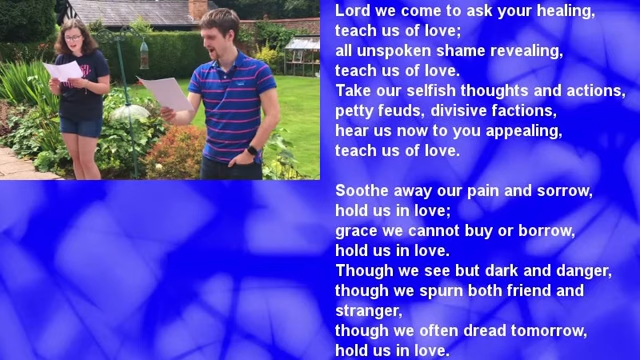 Lord we come to ask your healing,
teach us of love;
all unspoken shame revealing,
teach us of love.
Take our selfish thoughts and actions,
petty feuds, divisive factions,
hear us now to you appealing,
teach us of love.
Soothe away our pain and sorrow,
hold us in love;
grace we cannot buy or borrow,
hold us in love.
Though we see but dark and danger,
though we spurn both friend and
stranger,
though we often dread tomorrow,
hold us in love.